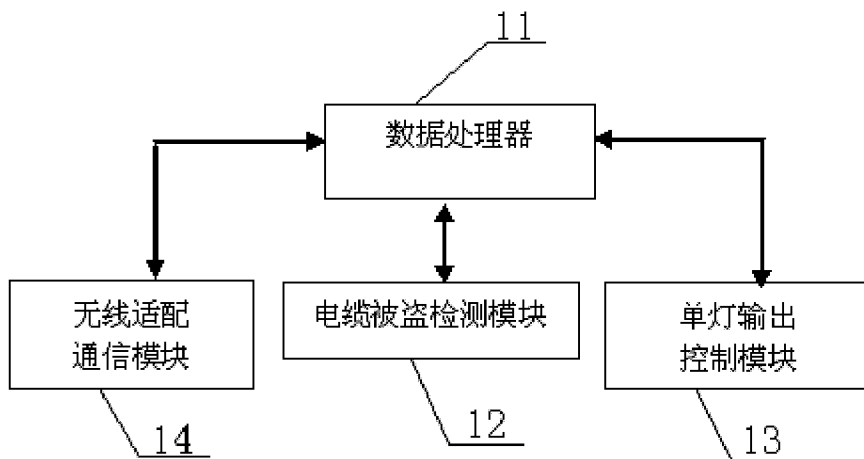 11
数据处理器
无线适配
通信模块
电缆被盗检测模块
单灯输出
控制模块
14
12
13